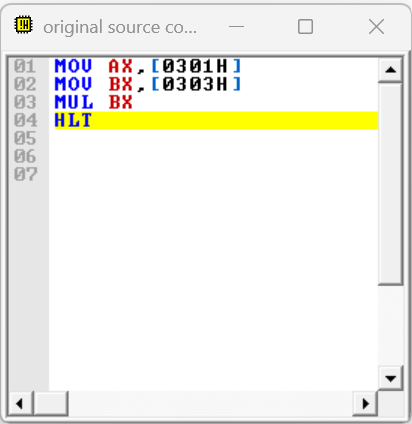 original source co...
01 MOV AX,[0301H]
02 MOV BX,[0303H]
03 MUL BX
04 HLT
05
06
07